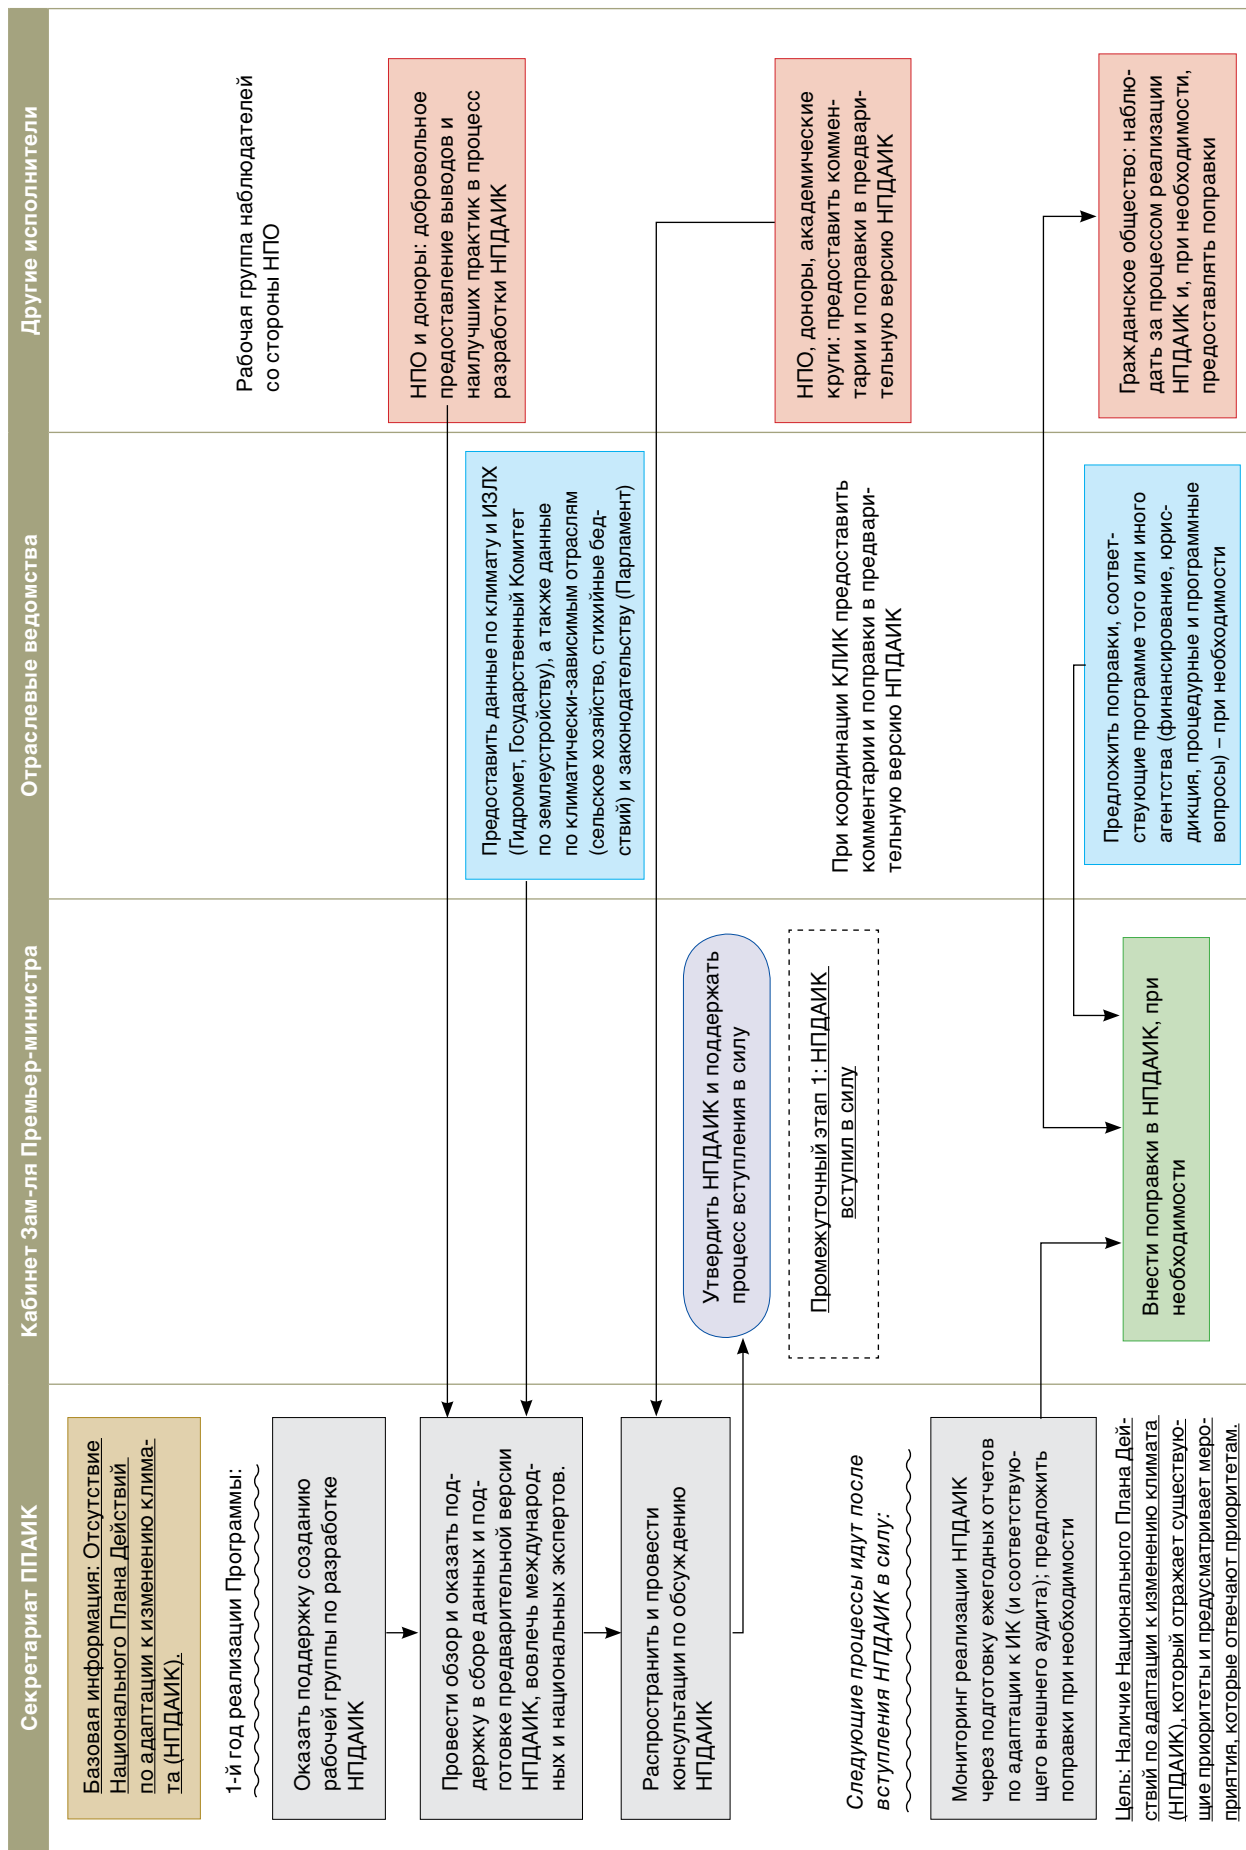 Секретариат ППАИК
Кабинет Зам-ля Премьер-министра
Отраслевые ведомства
Другие исполнители
Базовая информация: Отсутствие
Национального Плана Действий
по адаптации к изменению клима-
та (НПДАИК).
1-й год реализации Программы:
Оказать поддержку созданию
рабочей группы по разработке
НПДАИК
Провести обзор и оказать под-
держку в сборе данных и под-
готовке предварительной версии
НПДАИК, вовлечь международ-
ных и национальных экспертов.
Распространить и провести
консультации по обсуждению
НПДАИК
Следующие процессы идут после
вступления НПДАИК в силу:
Мониторинг реализации НПДАИК
через подготовку ежегодных отчетов
по адаптации к ИК (и соответствую-
щего внешнего аудита); предложить
поправки при необходимости
Цель: Наличие Национального Плана Дей-
ствий по адаптации к изменению климата
(НПДАИК), который отражает существую-
щие приоритеты и предусматривает меро-
приятия, которые отвечают приоритетам.
Утвердить НПДАИК и поддержать
процесс вступления в силу
Промежуточный этап 1: НПДАИК
вступил в силу
Внести поправки в НПДАИК, при
необходимости
Предоставить данные по климату и ИЗЛХ
(Гидромет, Государственный Комитет
по землеустройству), а также данные
по климатически-зависимым отраслям
(сельское хозяйство, стихийные бед-
ствий) и законодательству (Парламент)
При координации КЛИК предоставить
комментарии и поправки в предвари-
тельную версию НПДАИК
Предложить поправки, соответ-
ствующие программе того или иного
агентства (финансирование, юрис-
дикция, процедурные и программные
вопросы) – при необходимости
Рабочая группа наблюдателей
со стороны НПО
НПО и доноры: добровольное
предоставление выводов и
наилучших практик в процесс
разработки НПДАИК
НПО, доноры, академические
круги: предоставить коммен-
тарии и поправки в предвари-
тельную версию НПДАИК
Гражданское общество: наблю-
дать за процессом реализации
НПДАИК и, при необходимости,
предоставлять поправки